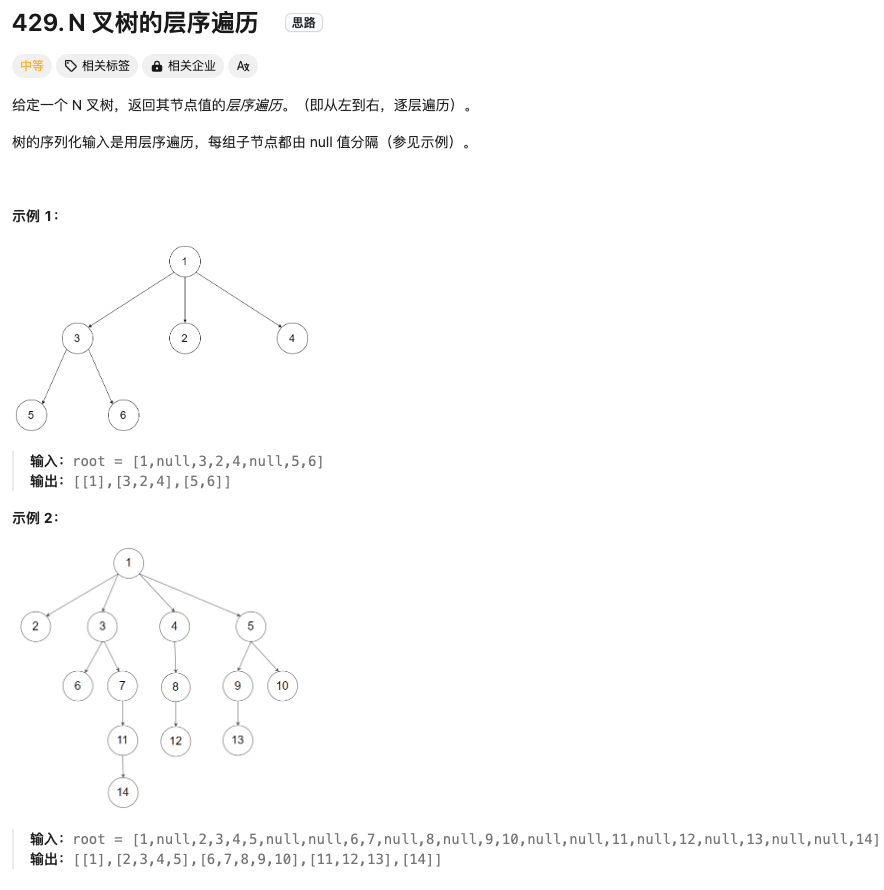 429. N 叉树的层序遍历 思路
中等 相关标签 相关企业 Aあ
给定一个 N 叉树，返回其节点值的层序遍历。（即从左到右，逐层遍历）。
树的序列化输入是用层序遍历，每组子节点都由 null 值分隔（参见示例）。
示例 1：
1
3 2 4
5 6
输入：root = [1,null,3,2,4,null,5,6]
输出：[[1],[3,2,4],[5,6]]
示例 2：
1
2 3 4 5
6 7 8 9 10
11 12 13
14
输入：root = [1,null,2,3,4,5,null,null,6,7,null,8,null,9,10,null,null,11,null,12,null,13,null,null,14]
输出：[[1],[2,3,4,5],[6,7,8,9,10],[11,12,13],[14]]